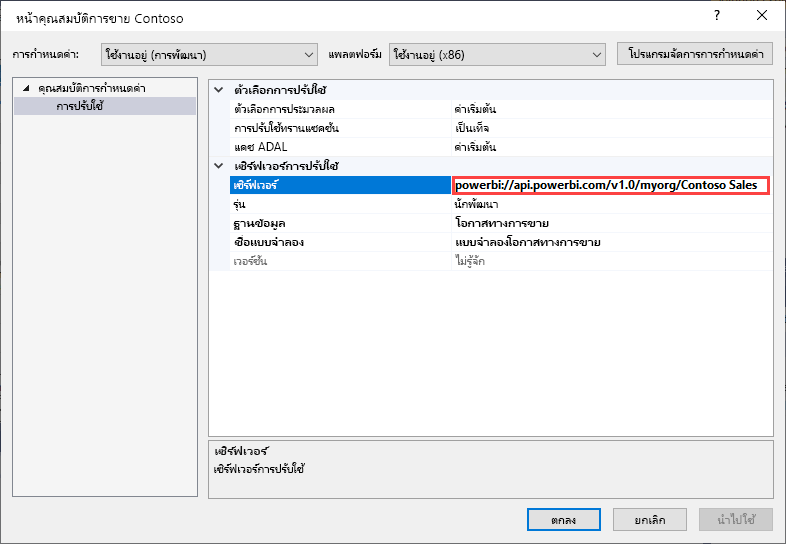 หน้าคุณสมบัติการขาย Contoso
การกำหนดค่า: ใช้งานอยู่ (การพัฒนา) แพลตฟอร์ม ใช้งานอยู่ (x86) โปรแกรมจัดการการกำหนดค่า
คุณสมบัติการกำหนดค่า
การปรับใช้
ตัวเลือกการปรับใช้
ตัวเลือกการประมวลผล ค่าเริ่มต้น
การปรับใช้ทรานแซคชัน เป็นเท็จ
แคช ADAL ค่าเริ่มต้น
เซิร์ฟเวอร์การปรับใช้
เซิร์ฟเวอร์ powerbi://api.powerbi.com/v1.0/myorg/Contoso Sales
รุ่น นักพัฒนา
ฐานข้อมูล โอกาสทางการขาย
ชื่อแบบจำลอง แบบจำลองโอกาสทางการขาย
เวอร์ชัน ไม่รู้จัก
เซิร์ฟเวอร์
เซิร์ฟเวอร์การปรับใช้
ตกลง ยกเลิก นำไปใช้